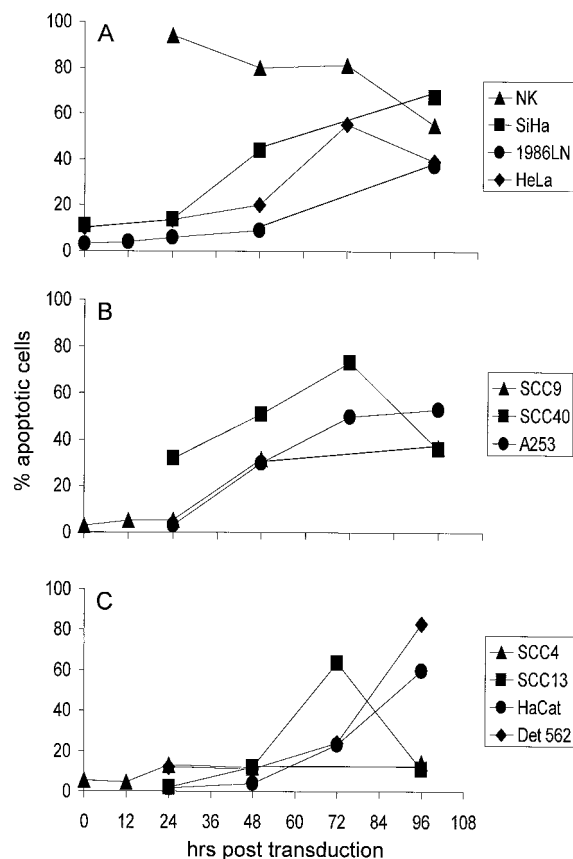 A
100
80
60
40
20
0
NK
SiHa
1986LN
HeLa
B
100
80
60
40
20
0
SCC9
SCC40
A253
% apoptotic cells
C
100
80
60
40
20
0
SCC4
SCC13
HaCat
Det 562
0 12 24 36 48 60 72 84 96 108
hrs post transduction